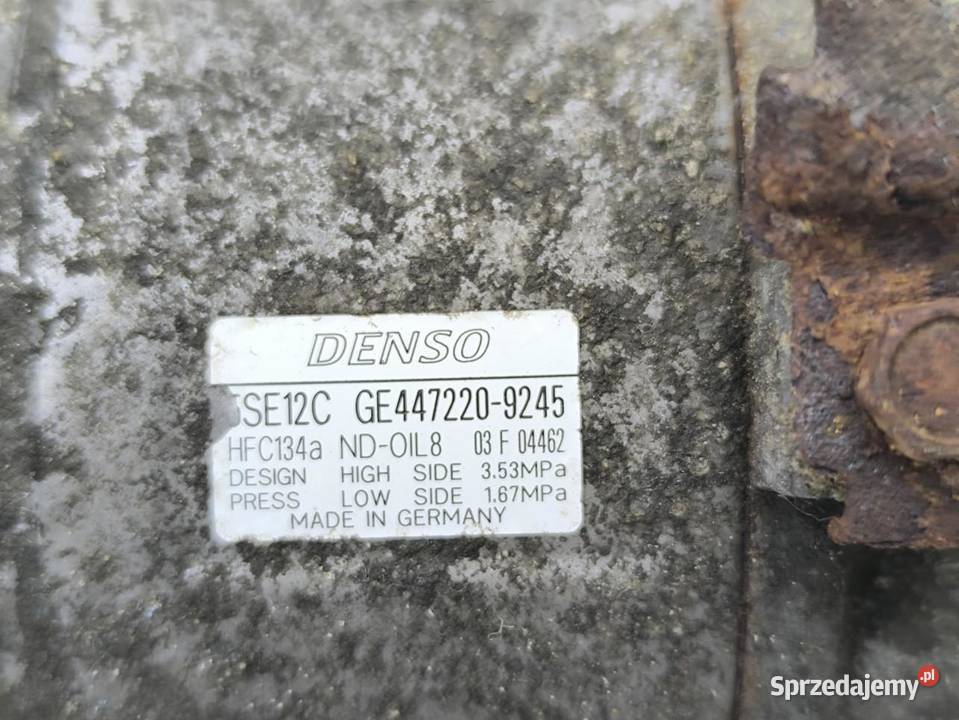 DENSO
5SE12C GE447220-9245
HFC134a ND-OIL8 03 F 04462
DESIGN HIGH SIDE 3.53MPa
PRESS LOW SIDE 1.67MPa
MADE IN GERMANY
Sprzedajemy.pl